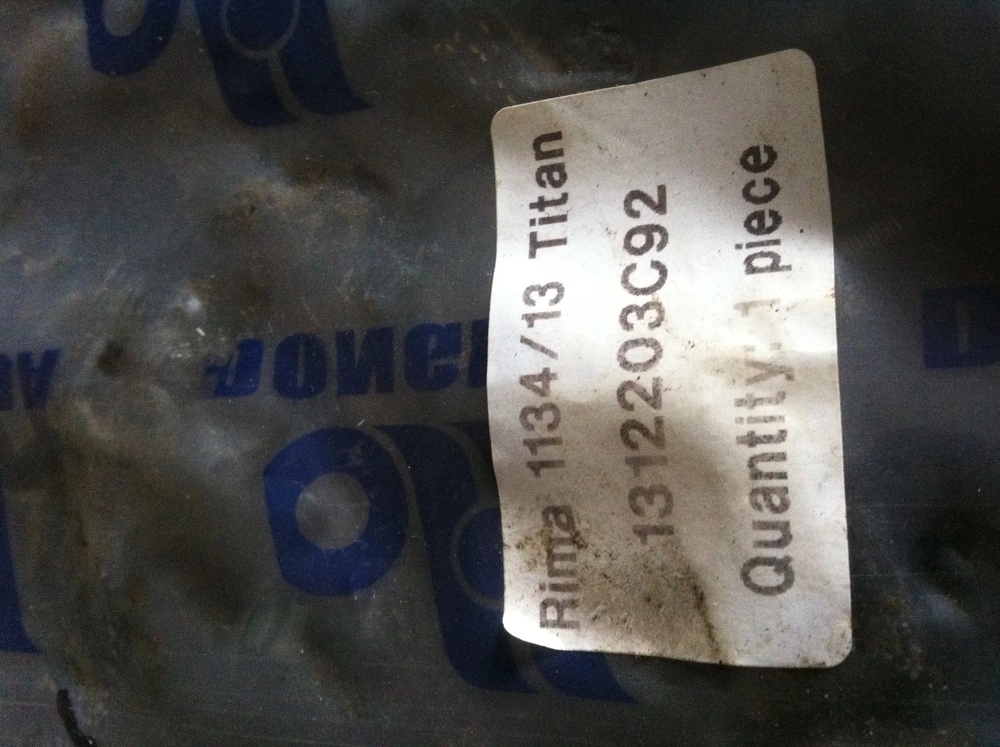 Rima 1134/13 Titan
1312203C92
Quantity: 1 piece